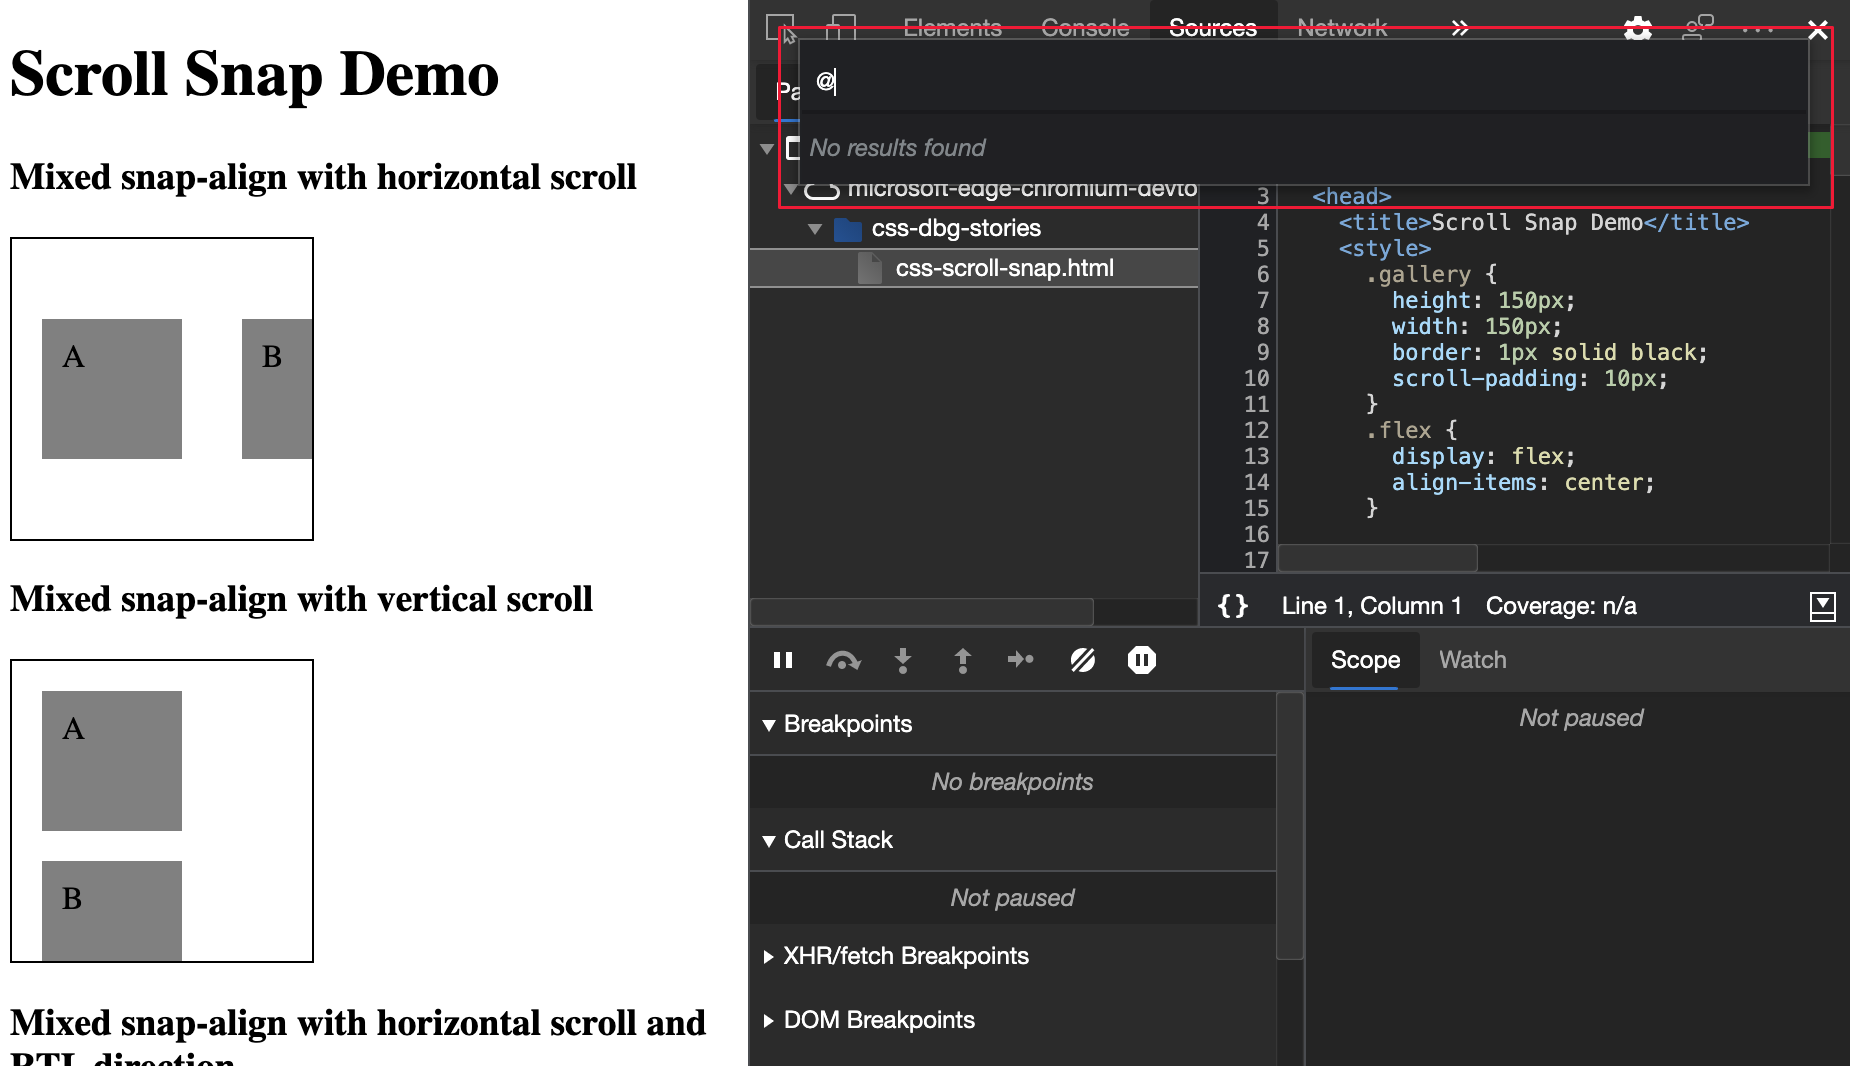 Scroll Snap Demo
Mixed snap-align with horizontal scroll
A
B
Mixed snap-align with vertical scroll
A
B
Mixed snap-align with horizontal scroll and
RTL direction
Elements
Console
Sources
Network
»
@
Pa
No results found
microsoft-edge-chromium-devto
css-dbg-stories
css-scroll-snap.html
3 <head>
4 <title>Scroll Snap Demo</title>
5 <style>
6 .gallery {
7 height: 150px;
8 width: 150px;
9 border: 1px solid black;
10 scroll-padding: 10px;
11 }
12 .flex {
13 display: flex;
14 align-items: center;
15 }
16
17
{} Line 1, Column 1 Coverage: n/a
Scope
Watch
Not paused
Breakpoints
No breakpoints
Call Stack
Not paused
XHR/fetch Breakpoints
DOM Breakpoints